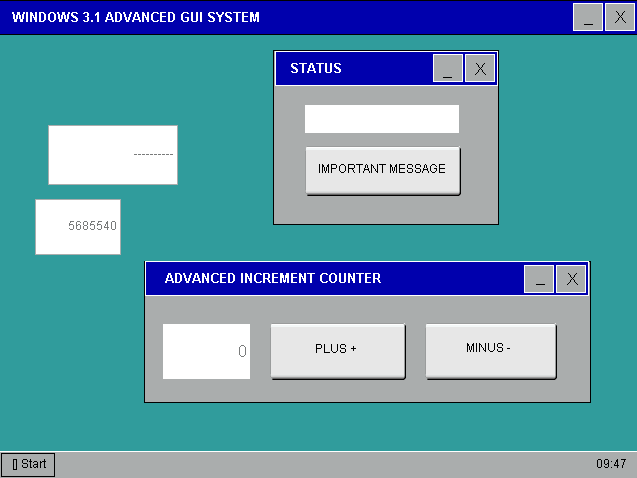 WINDOWS 3.1 ADVANCED GUI SYSTEM
_ X
STATUS
_ X
----------
IMPORTANT MESSAGE
5685540.
ADVANCED INCREMENT COUNTER
_ X
0
PLUS +
MINUS -
[] Start
09:47